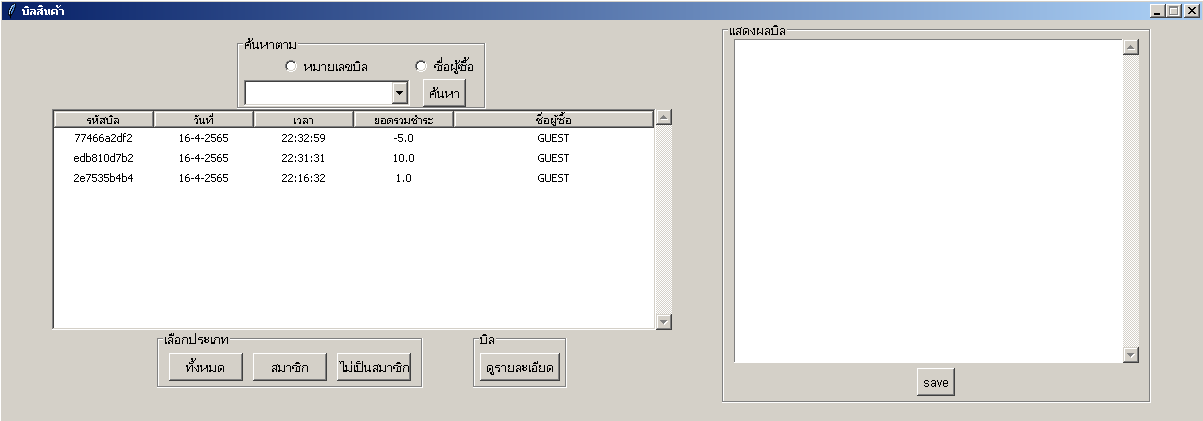 บิลสินค้า
ค้นหาตาม
หมายเลขบิล ชื่อผู้ซื้อ
ค้นหา
รหัสบิล วันที่ เวลา ยอดรวมชำระ ชื่อผู้ซื้อ
77466a2df2 16-4-2565 22:32:59 -5.0 GUEST
edb810d7b2 16-4-2565 22:31:31 10.0 GUEST
2e7535b4b4 16-4-2565 22:16:32 1.0 GUEST
เลือกประเภท
ทั้งหมด สมาชิก ไม่เป็นสมาชิก
บิล
ดูรายละเอียด
แสดงผลบิล
save